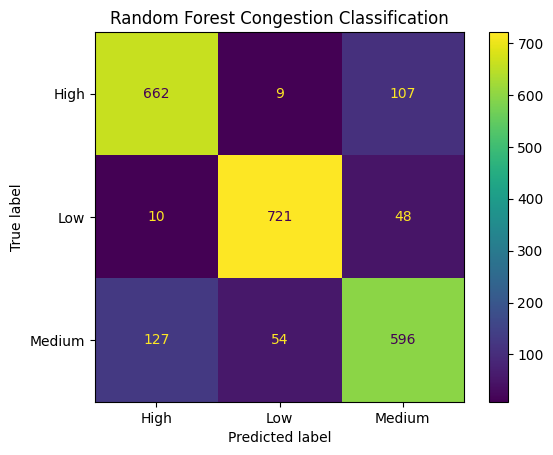 Random Forest Congestion Classification
True label
High
662
9
107
Low
10
721
48
Medium
127
54
596
High
Low
Medium
Predicted label
700
600
500
400
300
200
100